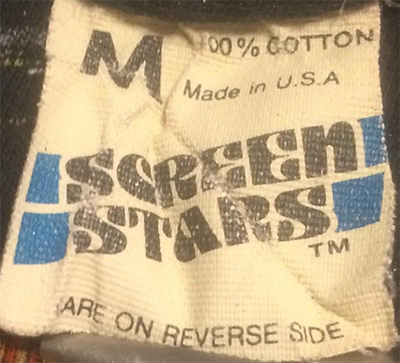 M 100% COTTON
Made in U.S.A
SCREEN
STARS
TM
ARE ON REVERSE SIDE